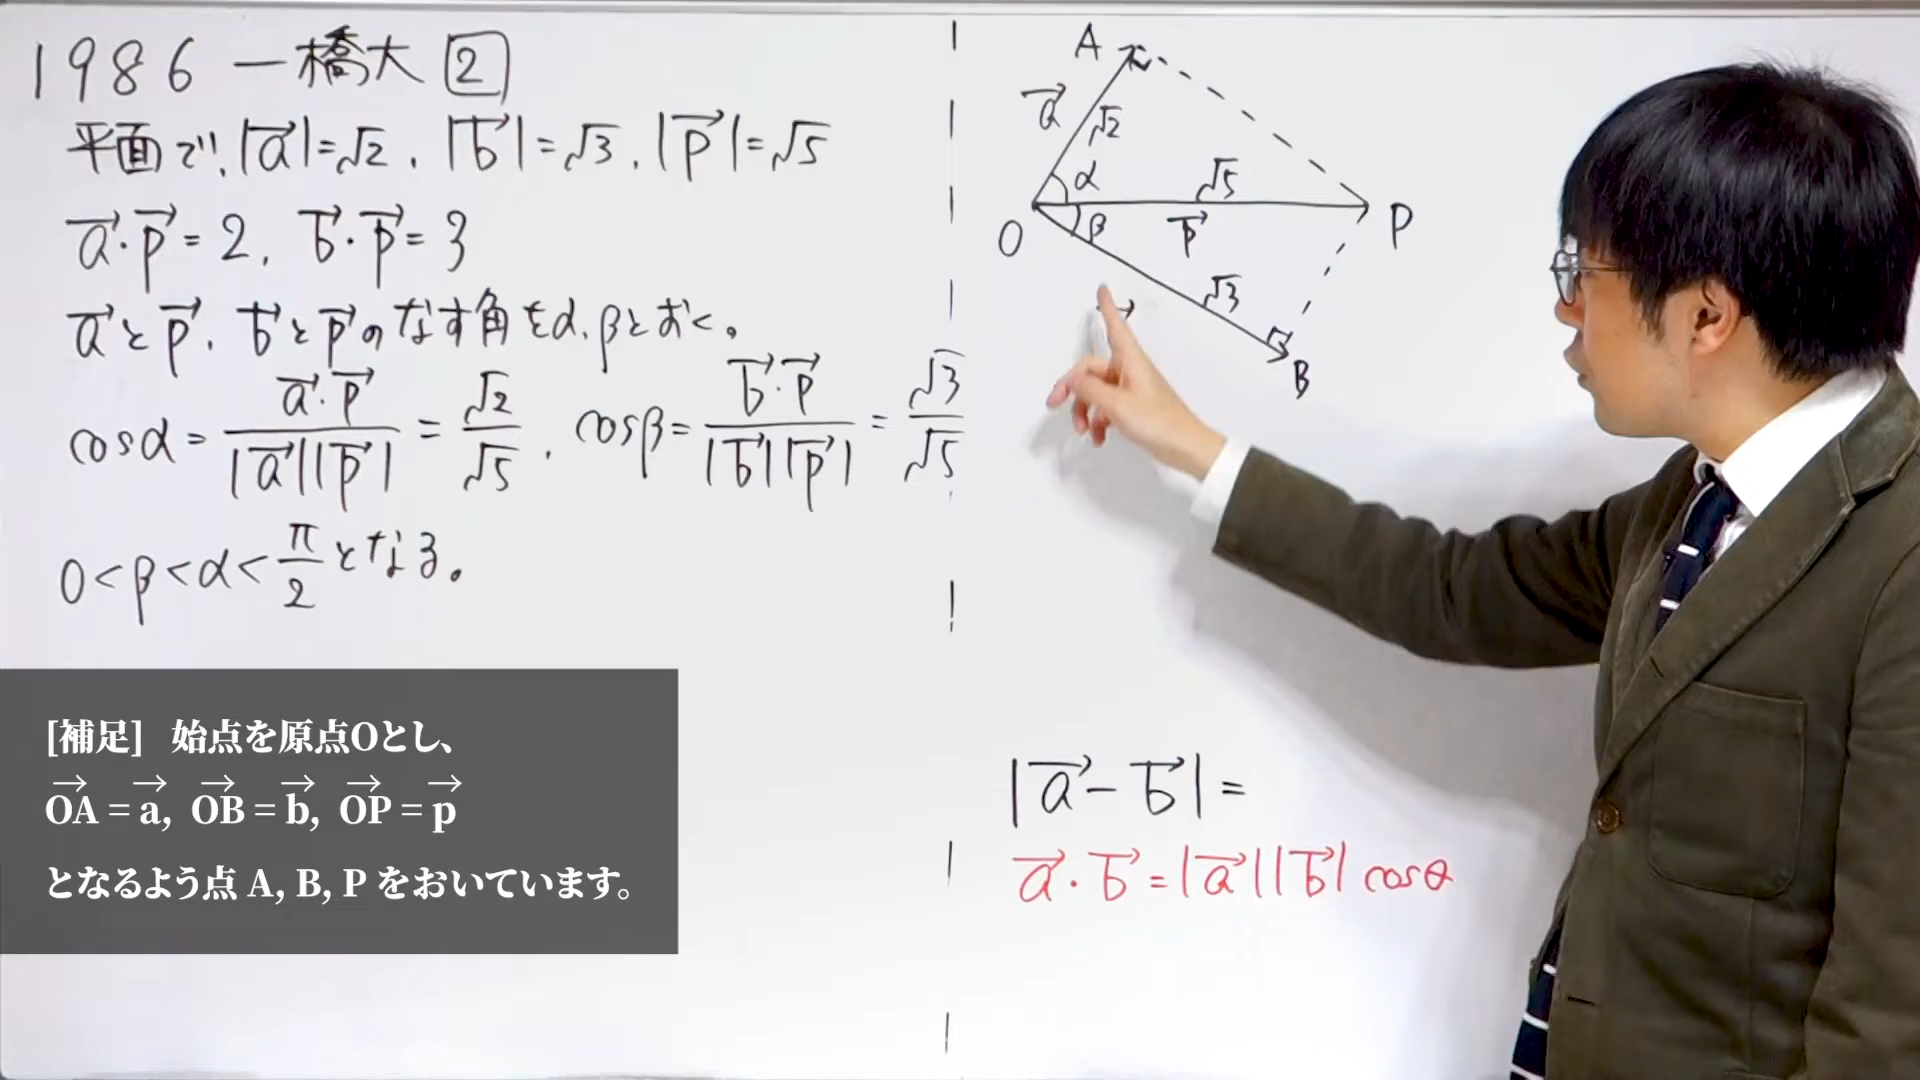 1986 一橋大 2
平面で、|a→|=√2, |b→|=√3, |p→|=√5
a→・p→=2, b→・p→=3
a→とp→, b→とp→のなす角をα,βとおく。
cosα= a→・p→/|a→||p→| = √2/√5, cosβ= b→・p→/|b→||p→| = √3/√5
0<β<α<π/2となる。
[補足] 始点を原点Oとし、
OA→=a→, OB→=b→, OP→=p→
となるよう点 A, B, P をおいています。
A
a→
√2
α
√5
O
β
p→
P
√3
B
|a→-b→|=
a→・b→=|a→||b→|cosθ